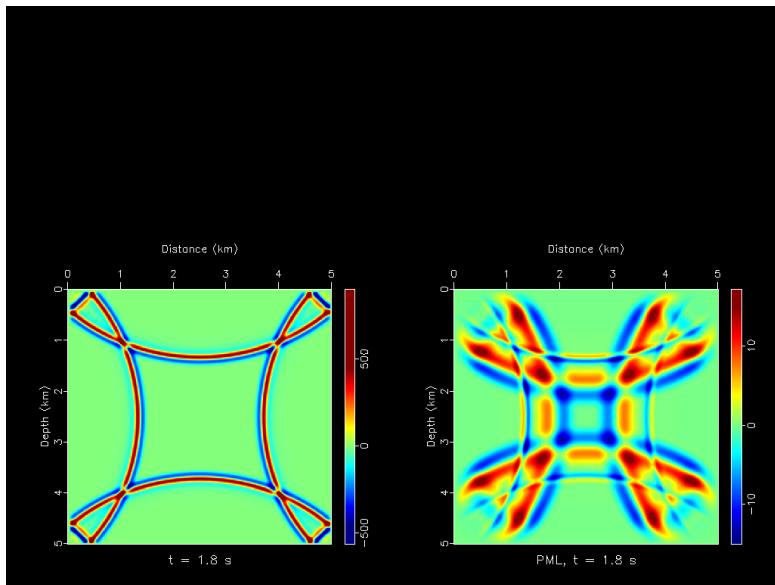 Distance (km)
0 1 2 3 4 5
Depth (km)
0 1 2 3 4 5
500
0
−500
t = 1.8 s
Distance (km)
0 1 2 3 4 5
Depth (km)
0 1 2 3 4 5
10
0
−10
PML, t = 1.8 s